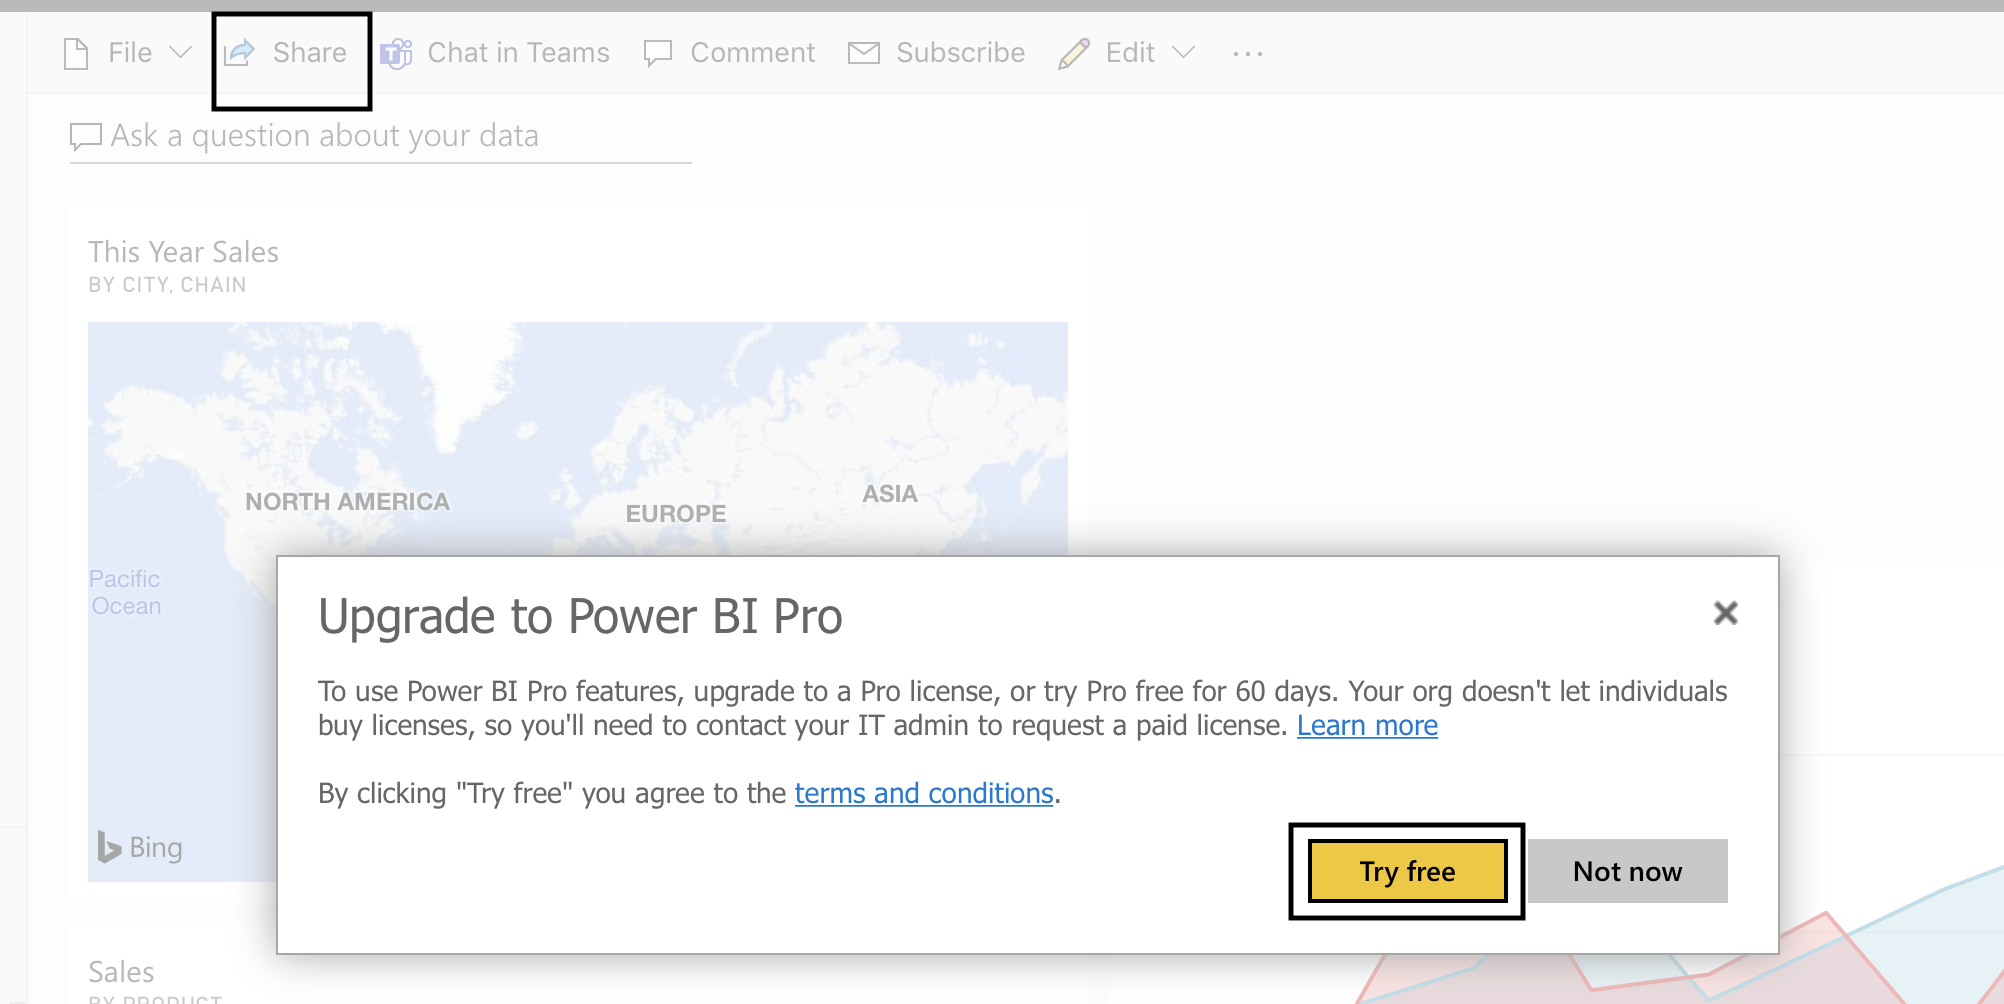 File Share Chat in Teams Comment Subscribe Edit ...
Ask a question about your data
This Year Sales
BY CITY, CHAIN
NORTH AMERICA
EUROPE
ASIA
Pacific
Ocean
Bing
Upgrade to Power BI Pro
To use Power BI Pro features, upgrade to a Pro license, or try Pro free for 60 days. Your org doesn't let individuals
buy licenses, so you'll need to contact your IT admin to request a paid license. Learn more
By clicking "Try free" you agree to the terms and conditions.
Try free
Not now
Sales
BY PRODUCT